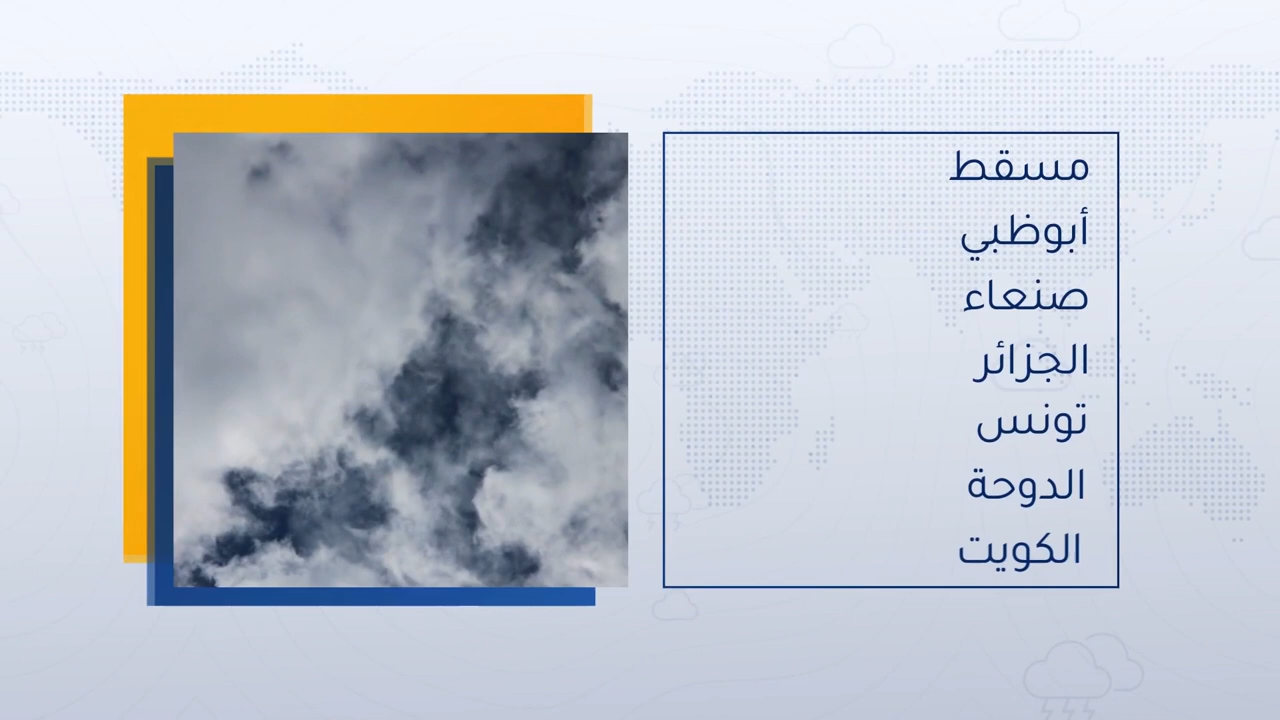 مسقط
أبوظبي
صنعاء
الجزائر
تونس
الدوحة
الكويت